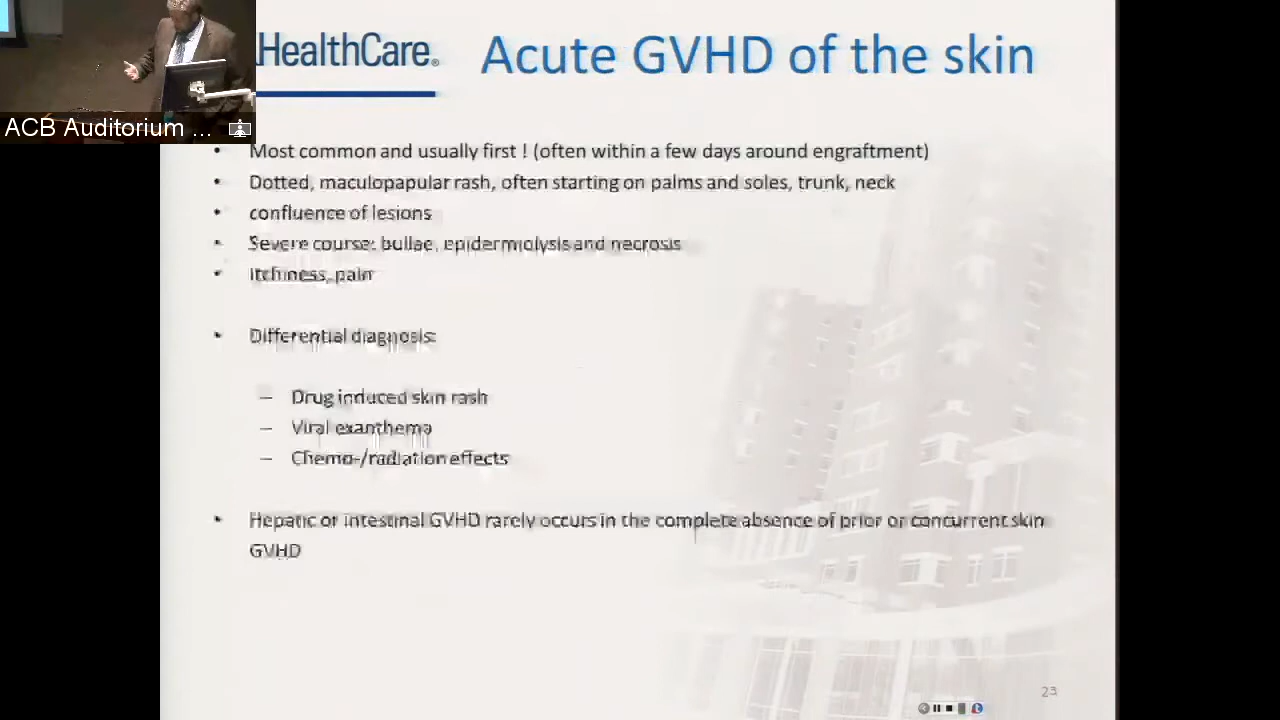 HealthCare®
Acute GVHD of the skin
ACB Auditorium ...
• Most common and usually first ! (often within a few days around engraftment)
• Dotted, maculopapular rash, often starting on palms and soles, trunk, neck
• confluence of lesions
• Severe course: bullae, epidermolysis and necrosis
• Itchiness, pain
• Differential diagnosis:
– Drug induced skin rash
– Viral exanthema
– Chemo-/radiation effects
• Hepatic or intestinal GVHD rarely occurs in the complete absence of prior or concurrent skin
GVHD
23